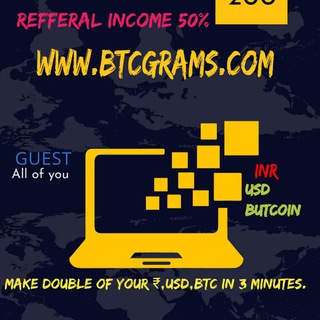 REFFERAL INCOME 50%
WWW.BTCGRAMS.COM
GUEST
All of you
INR
USD
BUTCOIN
MAKE DOUBLE OF YOUR ₹,USD,BTC IN 3 MINUTES.